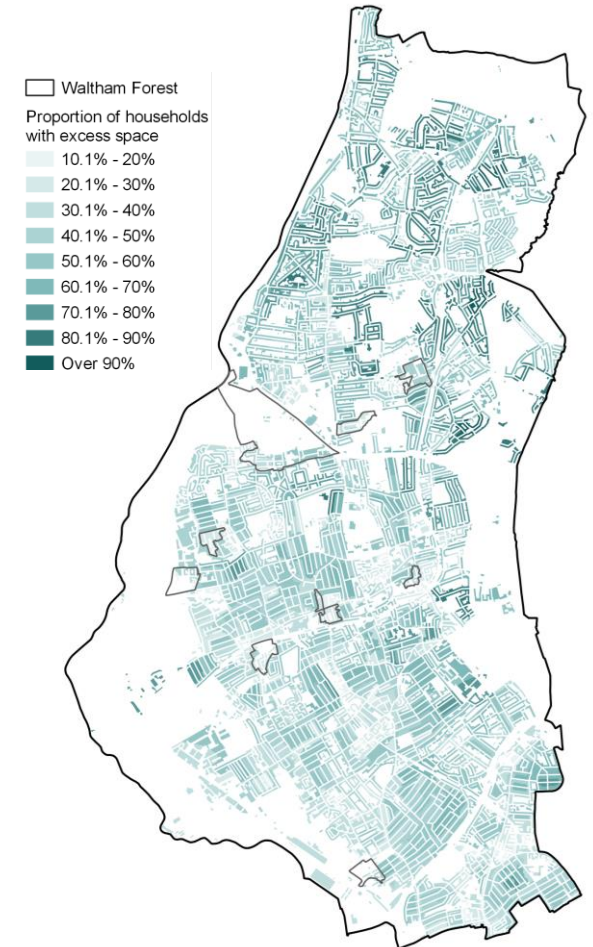 Waltham Forest
Proportion of households
with excess space
10.1% - 20%
20.1% - 30%
30.1% - 40%
40.1% - 50%
50.1% - 60%
60.1% - 70%
70.1% - 80%
80.1% - 90%
Over 90%